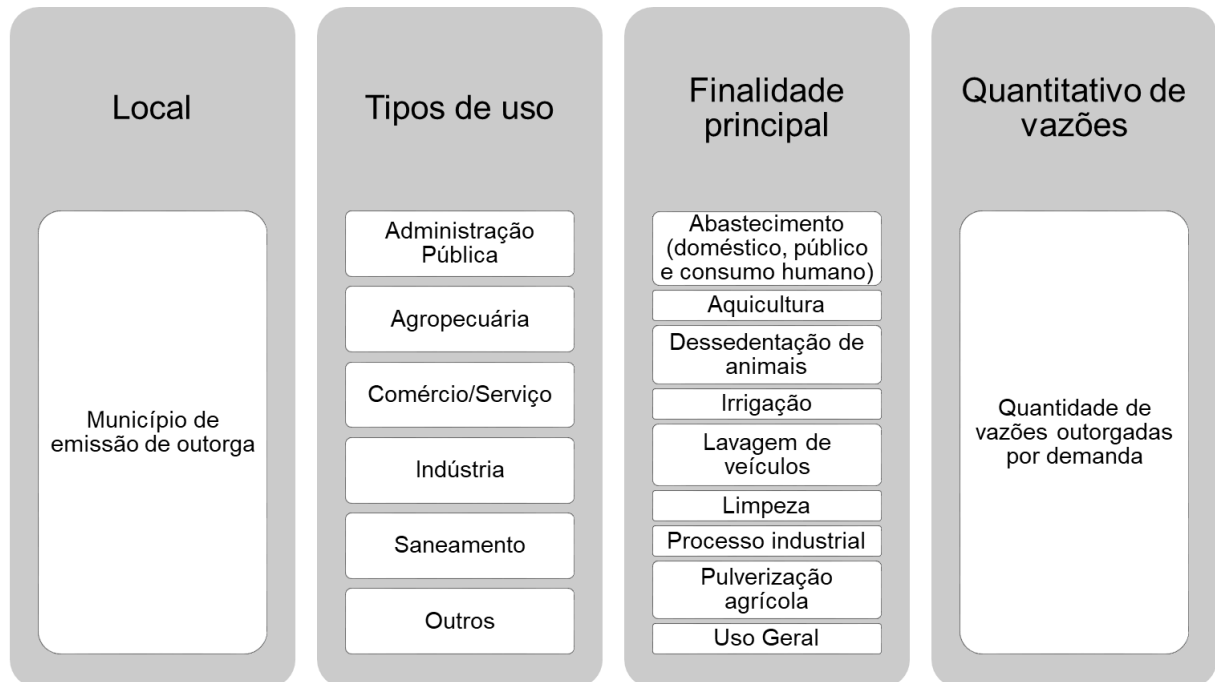 Local
Município de
emissão de outorga
Tipos de uso
Administração
Pública
Agropecuária
Comércio/Serviço
Indústria
Saneamento
Outros
Finalidade
principal
Abastecimento
(doméstico, público
e consumo humano)
Aquicultura
Dessedentação de
animais
Irrigação
Lavagem de
veículos
Limpeza
Processo industrial
Pulverização
agrícola
Uso Geral
Quantitativo de
vazões
Quantidade de
vazões outorgadas
por demanda